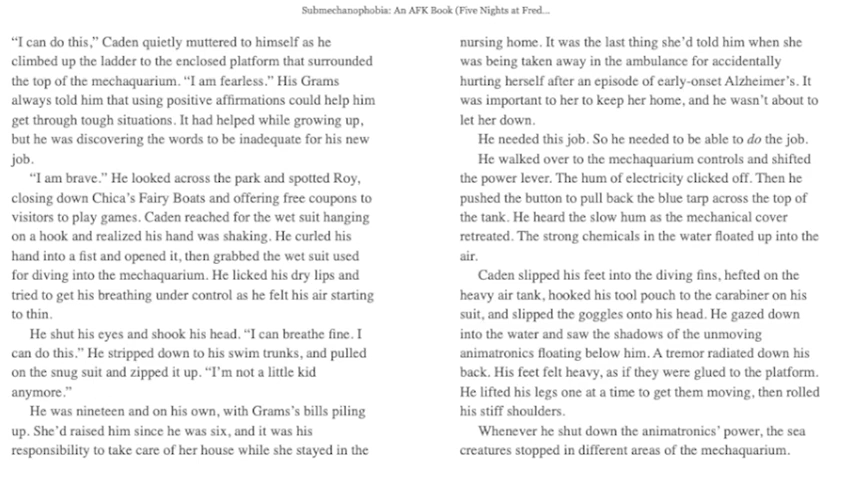 Submechanophobia: An AFK Book (Five Nights at Fred...
“I can do this,” Caden quietly muttered to himself as he
climbed up the ladder to the enclosed platform that surrounded
the top of the mechaquarium. “I am fearless.” His Grams
always told him that using positive affirmations could help him
get through tough situations. It had helped while growing up,
but he was discovering the words to be inadequate for his new
job.
“I am brave.” He looked across the park and spotted Roy,
closing down Chica’s Fairy Boats and offering free coupons to
visitors to play games. Caden reached for the wet suit hanging
on a hook and realized his hand was shaking. He curled his
hand into a fist and opened it, then grabbed the wet suit used
for diving into the mechaquarium. He licked his dry lips and
tried to get his breathing under control as he felt his air starting
to thin.
He shut his eyes and shook his head. “I can breathe fine. I
can do this.” He stripped down to his swim trunks, and pulled
on the snug suit and zipped it up. “I’m not a little kid
anymore.”
He was nineteen and on his own, with Grams’s bills piling
up. She’d raised him since he was six, and it was his
responsibility to take care of her house while she stayed in the
nursing home. It was the last thing she’d told him when she
was being taken away in the ambulance for accidentally
hurting herself after an episode of early-onset Alzheimer’s. It
was important to her to keep her home, and he wasn’t about to
let her down.
He needed this job. So he needed to be able to do the job.
He walked over to the mechaquarium controls and shifted
the power lever. The hum of electricity clicked off. Then he
pushed the button to pull back the blue tarp across the top of
the tank. He heard the slow hum as the mechanical cover
retreated. The strong chemicals in the water floated up into the
air.
Caden slipped his feet into the diving fins, hefted on the
heavy air tank, hooked his tool pouch to the carabiner on his
suit, and slipped the goggles onto his head. He gazed down
into the water and saw the shadows of the unmoving
animatronics floating below him. A tremor radiated down his
back. His feet felt heavy, as if they were glued to the platform.
He lifted his legs one at a time to get them moving, then rolled
his stiff shoulders.
Whenever he shut down the animatronics’ power, the sea
creatures stopped in different areas of the mechaquarium.